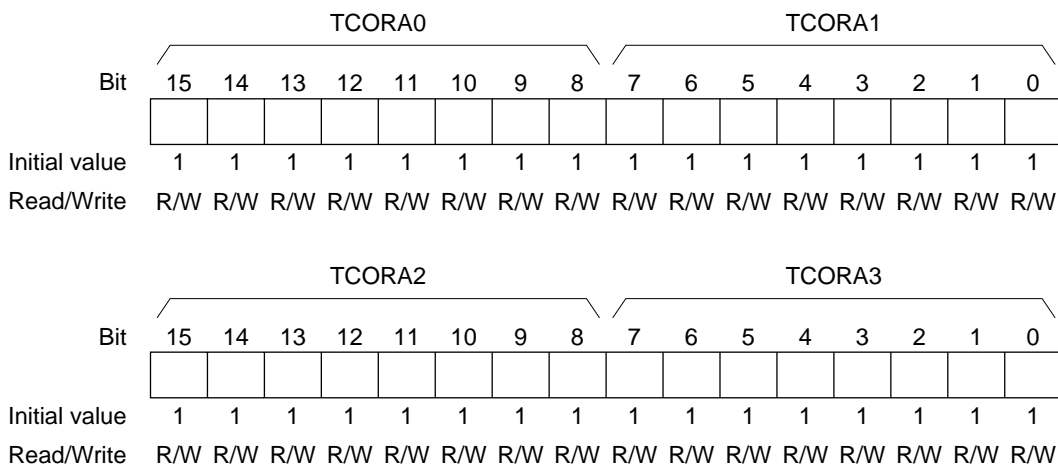 TCORA0 TCORA1
Bit 15 14 13 12 11 10 9 8 7 6 5 4 3 2 1 0
Initial value 1 1 1 1 1 1 1 1 1 1 1 1 1 1 1 1
Read/Write R/W R/W R/W R/W R/W R/W R/W R/W R/W R/W R/W R/W R/W R/W R/W R/W
TCORA2 TCORA3
Bit 15 14 13 12 11 10 9 8 7 6 5 4 3 2 1 0
Initial value 1 1 1 1 1 1 1 1 1 1 1 1 1 1 1 1
Read/Write R/W R/W R/W R/W R/W R/W R/W R/W R/W R/W R/W R/W R/W R/W R/W R/W